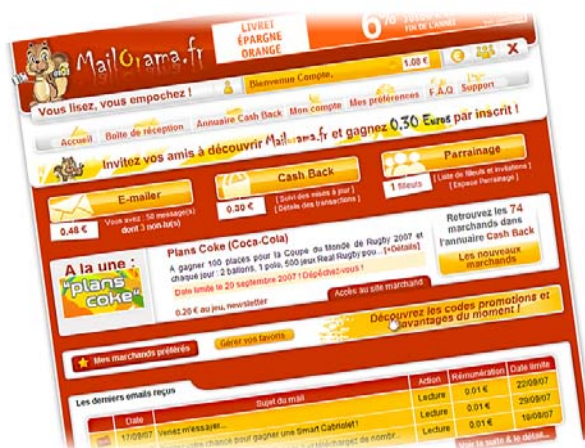 LIVRET
ÉPARGNE
ORANGE
6%
FIN DE L'ANNÉE
MailOrama.fr
Vous lisez, vous empochez !
Bienvenue Compte,
1.08 €
€
X
Accueil
Boîte de réception
Annuaire Cash Back
Mon compte
Mes préférences
F.A.Q
Support
Invitez vos amis à découvrir Mailorama.fr et gagnez 0.30 Euros par inscrit !
E-mailer
0.48 €
Vous avez : 50 message(s)
dont 3 non-lu(s)
Cash Back
0.30 €
[ Suivi des mises à jour ]
[ Détails des transactions ]
Parrainage
1 filleuls
[ Liste de filleuls et invitations ]
[ Espace Parrainage ]
A la une :
"plans
coke"
Plans Coke (Coca-Cola)
A gagner 100 places pour la Coupe du Monde de Rugby 2007 et
chaque jour : 2 ballons, 1 polo, 500 jeux Real Rugby pou... [+Détails]
Date limite le 20 septembre 2007 ! Dépêchez-vous !
0.20 € au jeu, newsletter
Accès au site marchand
Retrouvez les 74
marchands dans
l'annuaire Cash Back
Les nouveaux
marchands
Découvrez les codes promotions et
avantages du moment !
Mes marchands préférés
Gérer vos favoris
Les derniers emails reçus
Date
Sujet du mail
Action
Rémunération
Date limite
17/09/07
Venez m'essayer...
Lecture
0.01 €
22/09/07
votre chance pour gagner une Smart Cabriolet !
Lecture
0.01 €
29/09/07
et téléchargez de nombr...
Lecture
0.01 €
18/09/07
Voir la suite & le détail...